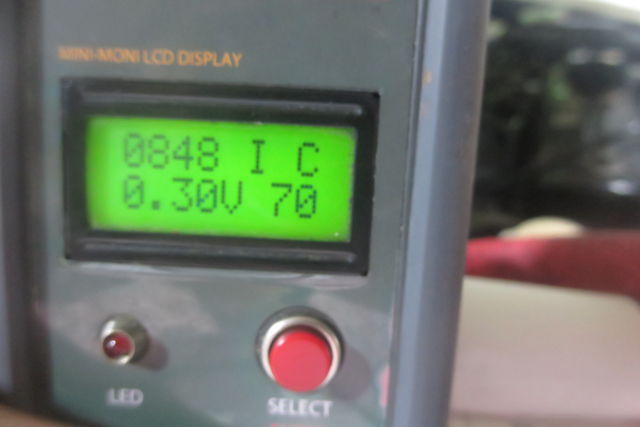 MINI-MONI LCD DISPLAY
0848 I C
0.30V 70
LED
SELECT